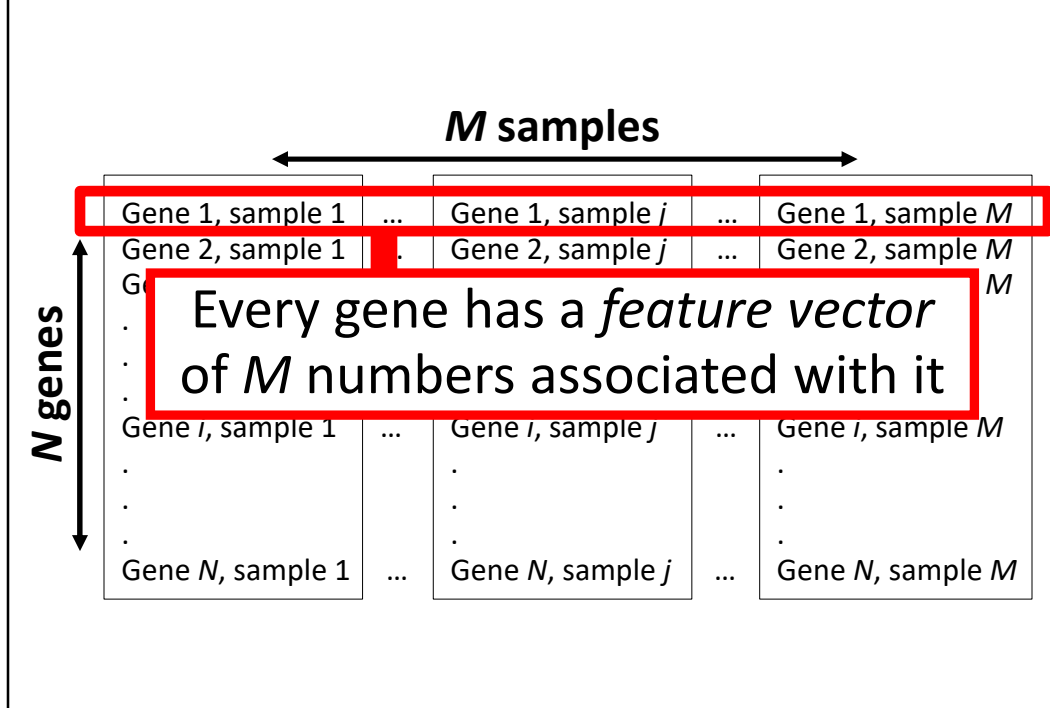 M samples
N genes
Gene 1, sample 1 … Gene 1, sample j … Gene 1, sample M
Gene 2, sample 1 . Gene 2, sample j … Gene 2, sample M
M
Every gene has a feature vector
of M numbers associated with it
.
.
.
Gene i, sample 1 … Gene i, sample j … Gene i, sample M
. . .
. . .
. . .
Gene N, sample 1 … Gene N, sample j … Gene N, sample M